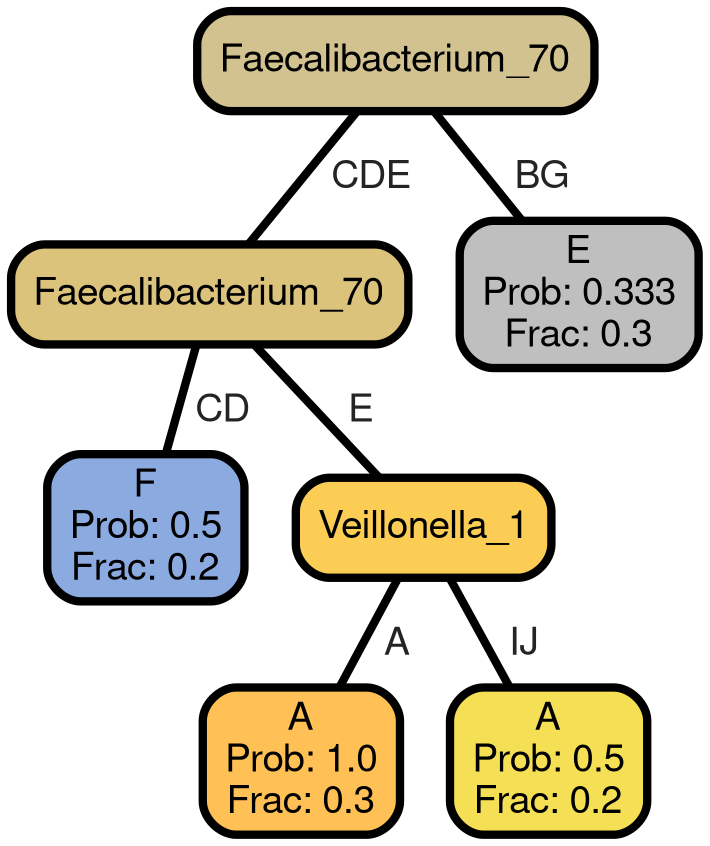 Faecalibacterium_70
CDE
BG
E
Prob: 0.333
Frac: 0.3
Faecalibacterium_70
CD
E
F
Prob: 0.5
Frac: 0.2
Veillonella_1
A
IJ
A
Prob: 1.0
Frac: 0.3
A
Prob: 0.5
Frac: 0.2